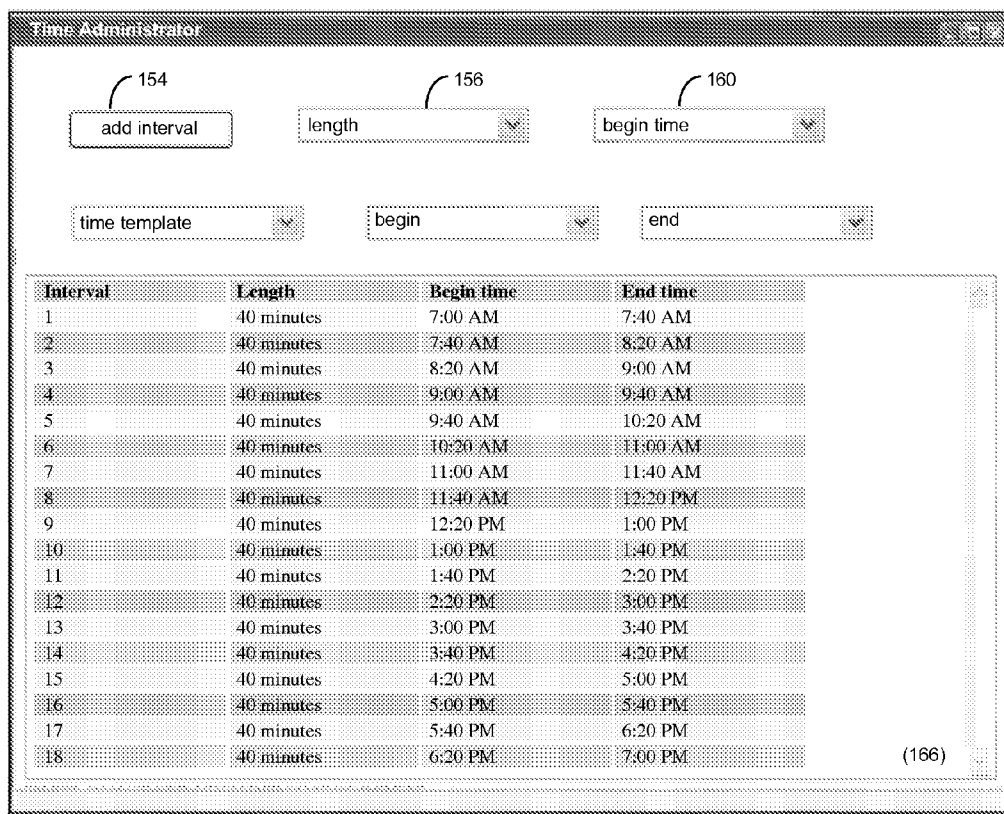 Time Administrator
154 156 160
add interval length begin time
time template begin end
Interval Length Begin time End time
1 40 minutes 7:00 AM 7:40 AM
2 40 minutes 7:40 AM 8:20 AM
3 40 minutes 8:20 AM 9:00 AM
4 40 minutes 9:00 AM 9:40 AM
5 40 minutes 9:40 AM 10:20 AM
6 40 minutes 10:20 AM 11:00 AM
7 40 minutes 11:00 AM 11:40 AM
8 40 minutes 11:40 AM 12:20 PM
9 40 minutes 12:20 PM 1:00 PM
10 40 minutes 1:00 PM 1:40 PM
11 40 minutes 1:40 PM 2:20 PM
12 40 minutes 2:20 PM 3:00 PM
13 40 minutes 3:00 PM 3:40 PM
14 40 minutes 3:40 PM 4:20 PM
15 40 minutes 4:20 PM 5:00 PM
16 40 minutes 5:00 PM 5:40 PM
17 40 minutes 5:40 PM 6:20 PM
18 40 minutes 6:20 PM 7:00 PM (166)